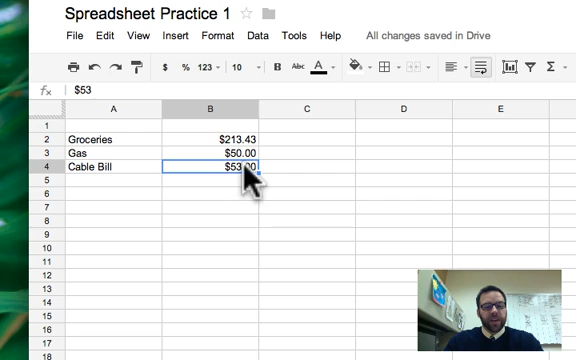 Spreadsheet Practice 1
File Edit View Insert Format Data Tools Help All changes saved in Drive
$ % 123 10 B Abc A Σ
fx $53
A B C D E
1
2 Groceries $213.43
3 Gas $50.00
4 Cable Bill $53.00
5
6
7
8
9
10
11
12
13
14
15
16
17
18